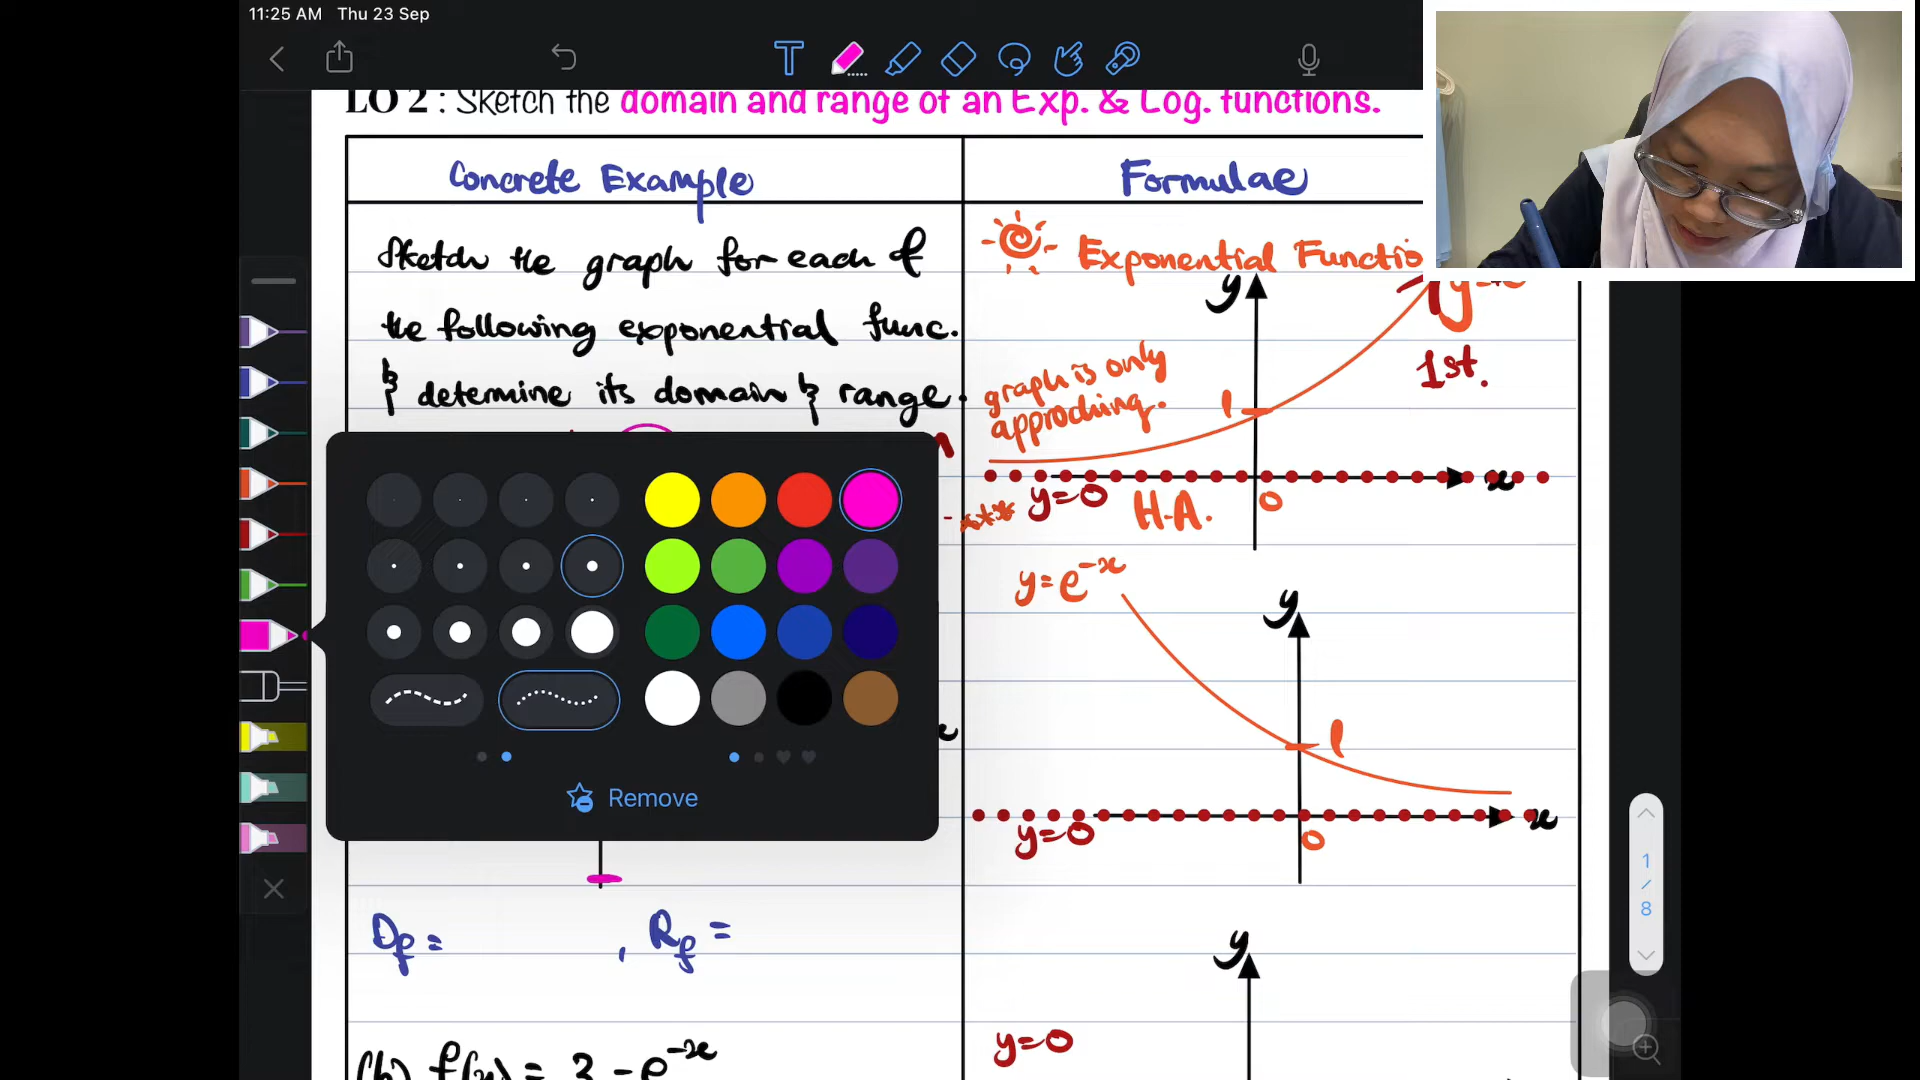 11:25 AM Thu 23 Sep
LO 2 : Sketch the domain and range of an Exp. & Log. functions.
Concrete Example
Sketch the graph for each of
the following exponential func.
& determine its domain & range.
Remove
x
Df = , Rf =
(b) f(x) = 3 - e^-x
Formulae
Exponential Functio
y
1st.
graph is only
approching.
1
y=0 H.A. 0 x
***
y=e^-x
y
1
y=0 0 x
y
y=0
1
/
8